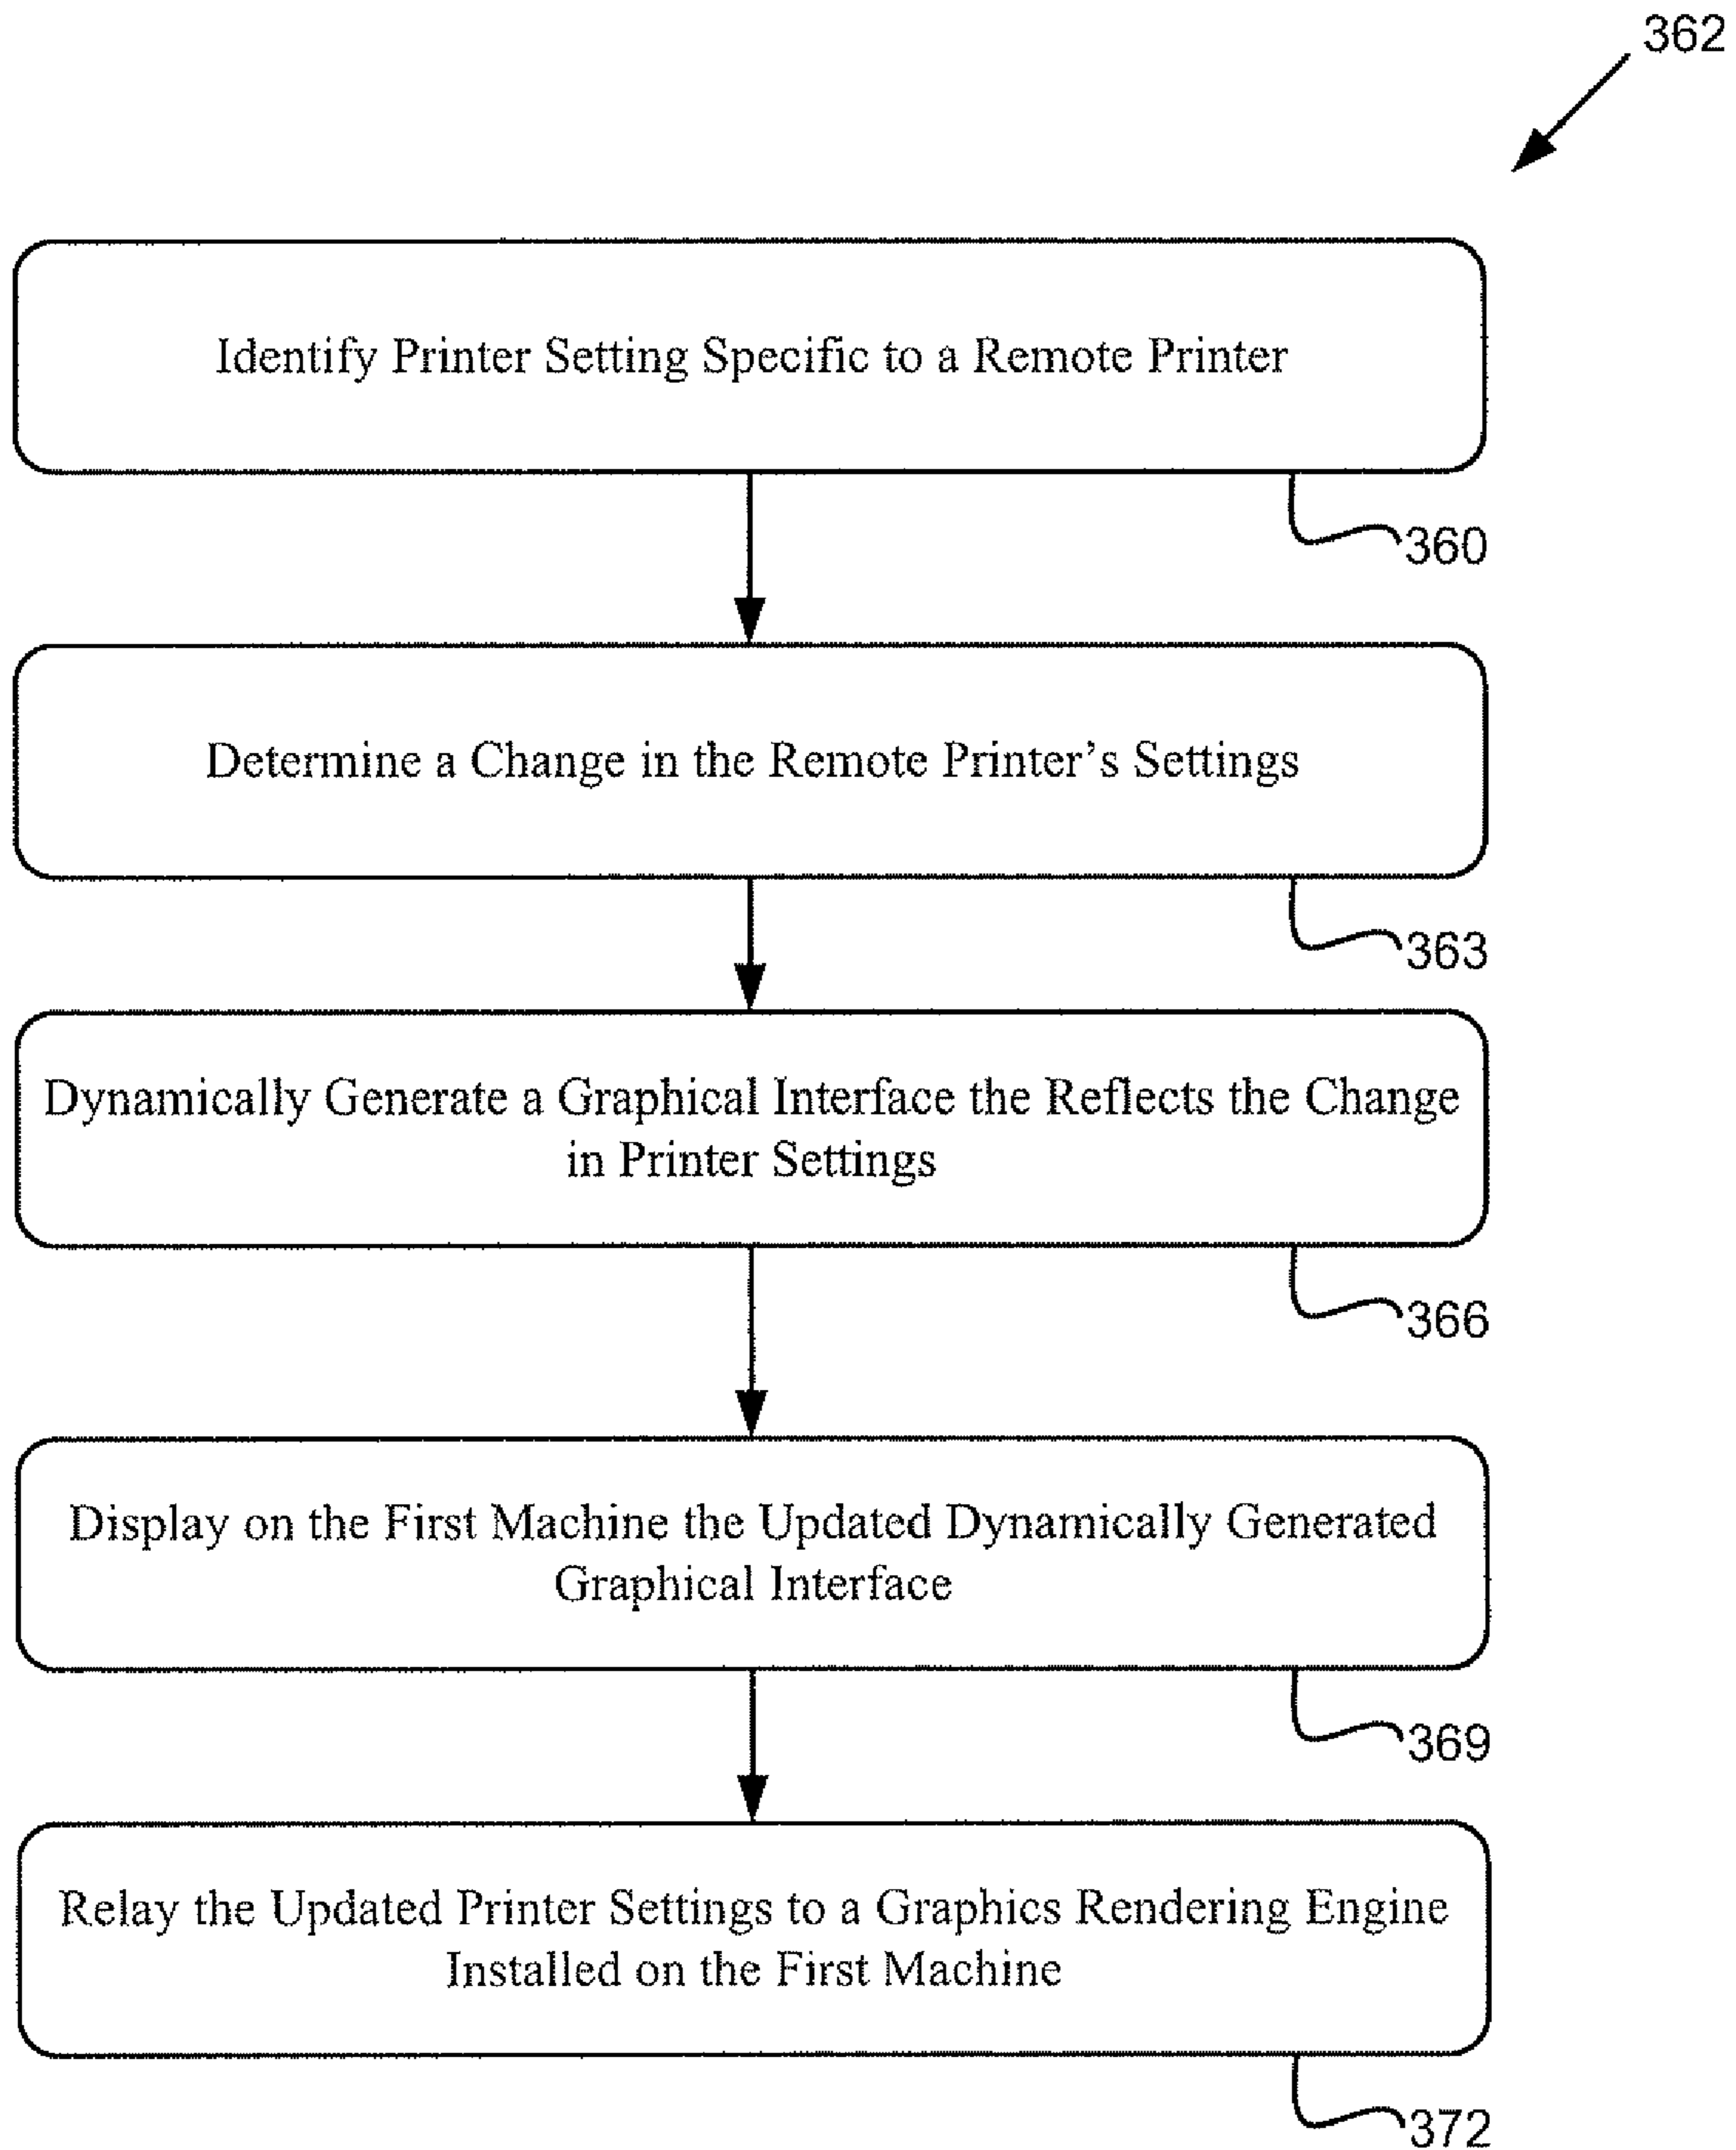 362
Identify Printer Setting Specific to a Remote Printer
360
Determine a Change in the Remote Printer’s Settings
363
Dynamically Generate a Graphical Interface the Reflects the Change
in Printer Settings
366
Display on the First Machine the Updated Dynamically Generated
Graphical Interface
369
Relay the Updated Printer Settings to a Graphics Rendering Engine
Installed on the First Machine
372